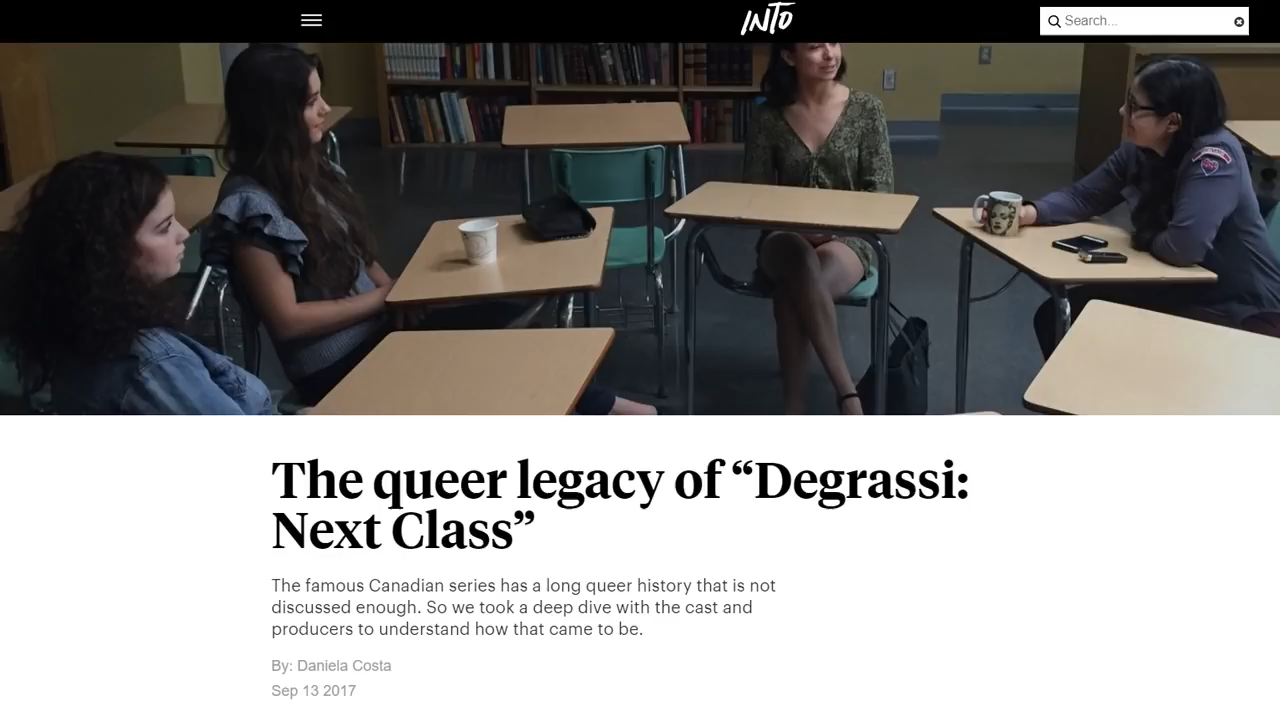 INTO
Search...
The queer legacy of “Degrassi:
Next Class”
The famous Canadian series has a long queer history that is not
discussed enough. So we took a deep dive with the cast and
producers to understand how that came to be.
By: Daniela Costa
Sep 13 2017